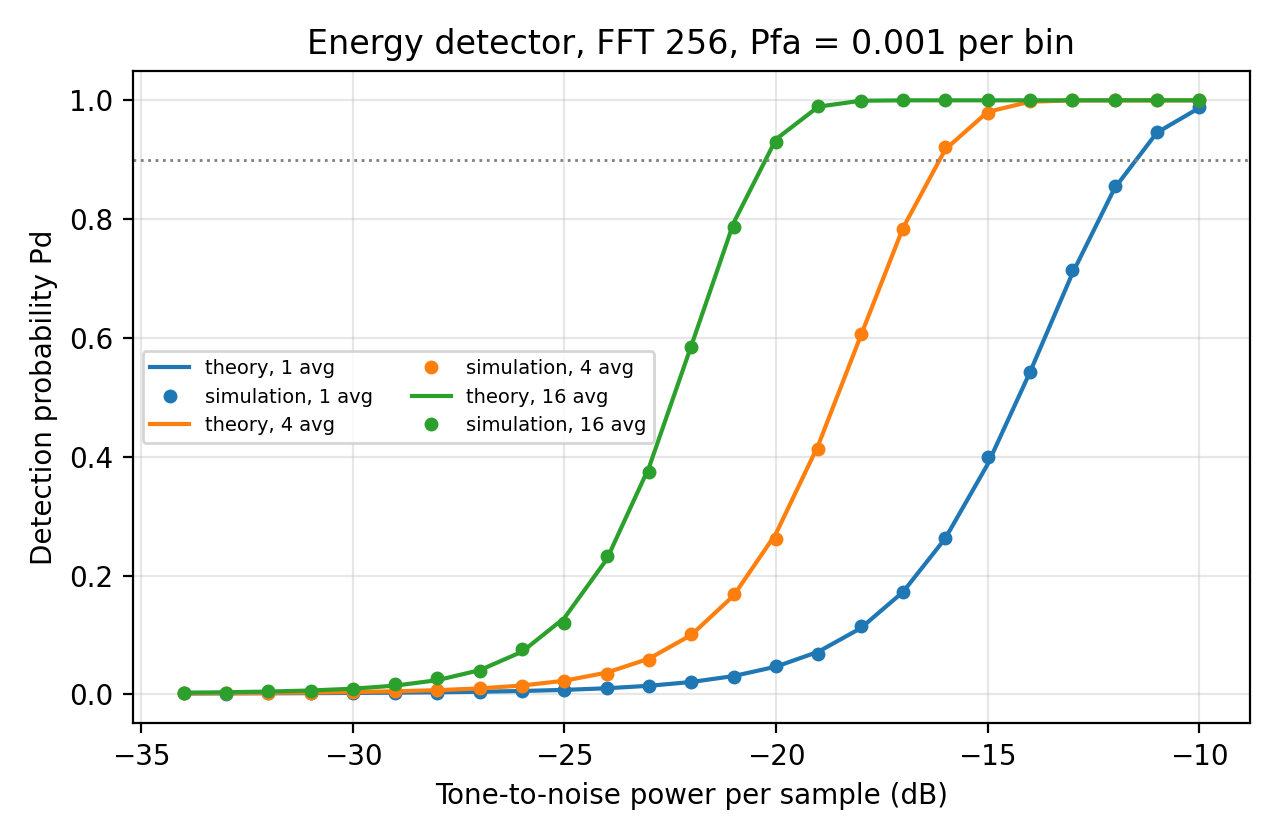 Energy detector, FFT 256, Pfa = 0.001 per bin
Detection probability Pd
1.0
0.8
0.6
0.4
0.2
0.0
theory, 1 avg
simulation, 1 avg
theory, 4 avg
simulation, 4 avg
theory, 16 avg
simulation, 16 avg
−35 −30 −25 −20 −15 −10
Tone-to-noise power per sample (dB)